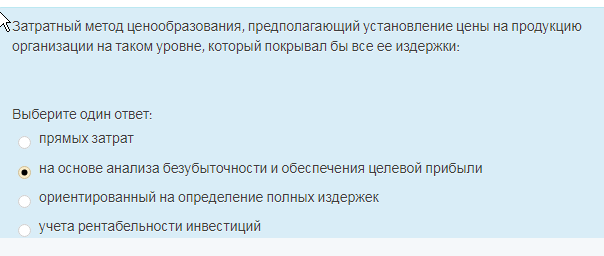 Затратный метод ценообразования, предполагающий установление цены на продукцию
организации на таком уровне, который покрывал бы все ее издержки:
Выберите один ответ:
прямых затрат
на основе анализа безубыточности и обеспечения целевой прибыли
ориентированный на определение полных издержек
учета рентабельности инвестиций